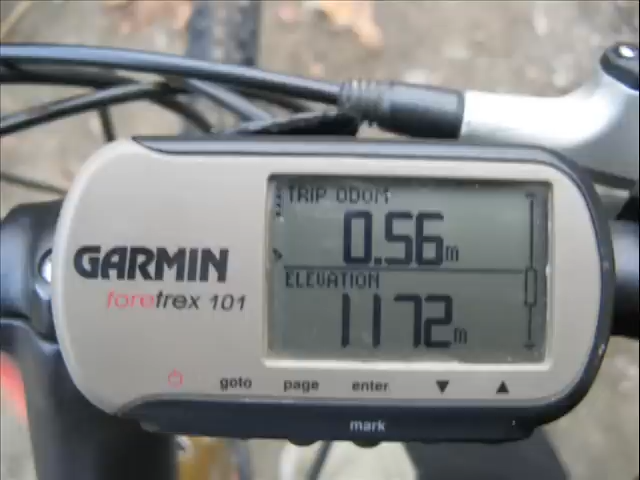 TRIP ODOM
0.56m
ELEVATION
1172m
GARMIN
foretrex 101
goto page enter ▼ ▲
mark